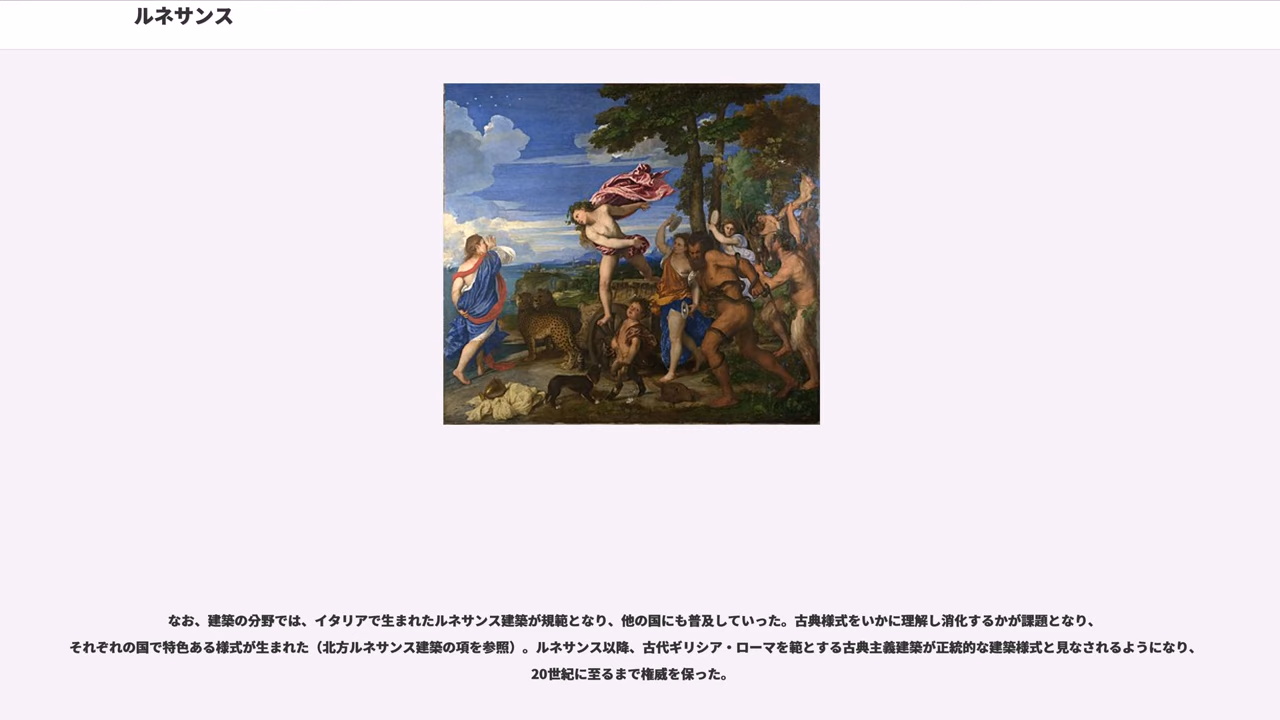 ルネサンス
なお、建築の分野では、イタリアで生まれたルネサンス建築が規範となり、他の国にも普及していった。古典様式をいかに理解し消化するかが課題となり、
それぞれの国で特色ある様式が生まれた（北方ルネサンス建築の項を参照）。ルネサンス以降、古代ギリシア・ローマを範とする古典主義建築が正統的な建築様式と見なされるようになり、
20世紀に至るまで権威を保った。